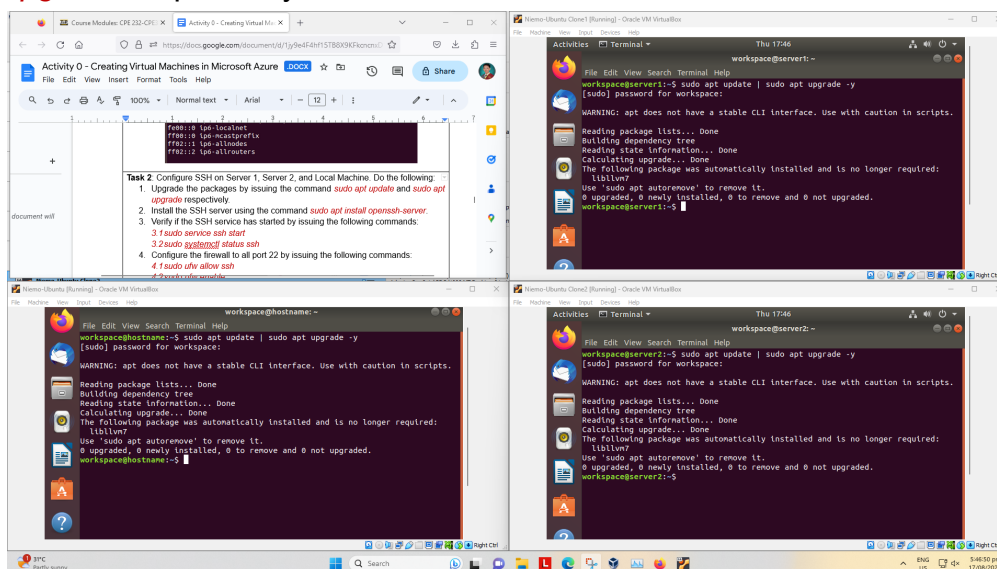 Course Modules: CPE 232-CPE
Activity 0 - Creating Virtual Ma
https://docs.google.com/document/d/1jy9e4F4hf15TB8X9KFkcncmiD
Activity 0 - Creating Virtual Machines in Microsoft Azure .DOCX
Share
File Edit View Insert Format Tools Help
100% Normal text Arial 12
fe00::0 ip6-localnet
ff00::0 ip6-mcastprefix
ff02::1 ip6-allnodes
ff02::2 ip6-allrouters
Task 2: Configure SSH on Server 1, Server 2, and Local Machine. Do the following:
1. Upgrade the packages by issuing the command sudo apt update and sudo apt
upgrade respectively.
2. Install the SSH server using the command sudo apt install openssh-server.
3. Verify if the SSH service has started by issuing the following commands:
3.1 sudo service ssh start
3.2 sudo systemctl status ssh
4. Configure the firewall to all port 22 by issuing the following commands:
4.1 sudo ufw allow ssh
document will
Niemo-Ubuntu Clone1 [Running] - Oracle VM VirtualBox
File Machine View Input Devices Help
Activities Terminal Thu 17:46
workspace@server1: ~
File Edit View Search Terminal Help
workspace@server1:~$ sudo apt update | sudo apt upgrade -y
[sudo] password for workspace:
WARNING: apt does not have a stable CLI interface. Use with caution in scripts.
Reading package lists... Done
Building dependency tree
Reading state information... Done
Calculating upgrade... Done
The following package was automatically installed and is no longer required:
libllvm7
Use 'sudo apt autoremove' to remove it.
0 upgraded, 0 newly installed, 0 to remove and 0 not upgraded.
workspace@server1:~$
Right Ct
Niemo-Ubuntu [Running] - Oracle VM VirtualBox
File Machine View Input Devices Help
workspace@hostname: ~
File Edit View Search Terminal Help
workspace@hostname:~$ sudo apt update | sudo apt upgrade -y
[sudo] password for workspace:
WARNING: apt does not have a stable CLI interface. Use with caution in scripts.
Reading package lists... Done
Building dependency tree
Reading state information... Done
Calculating upgrade... Done
The following package was automatically installed and is no longer required:
libllvm7
Use 'sudo apt autoremove' to remove it.
0 upgraded, 0 newly installed, 0 to remove and 0 not upgraded.
workspace@hostname:~$
Right Ctrl
Niemo-Ubuntu Clone2 [Running] - Oracle VM VirtualBox
File Machine View Input Devices Help
Activities Terminal Thu 17:46
workspace@server2: ~
File Edit View Search Terminal Help
workspace@server2:~$ sudo apt update | sudo apt upgrade -y
[sudo] password for workspace:
WARNING: apt does not have a stable CLI interface. Use with caution in scripts.
Reading package lists... Done
Building dependency tree
Reading state information... Done
Calculating upgrade... Done
The following package was automatically installed and is no longer required:
libllvm7
Use 'sudo apt autoremove' to remove it.
0 upgraded, 0 newly installed, 0 to remove and 0 not upgraded.
workspace@server2:~$
Right Ct
31°C
Partly sunny
Search
ENG
US
5:46:50 p
17/08/202